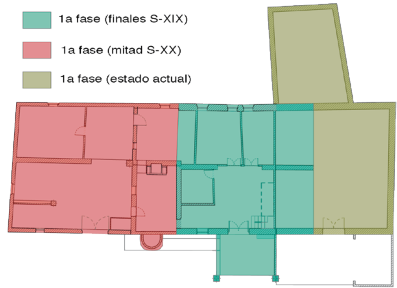 1a fase (finales S-XIX)
1a fase (mitad S-XX)
1a fase (estado actual)